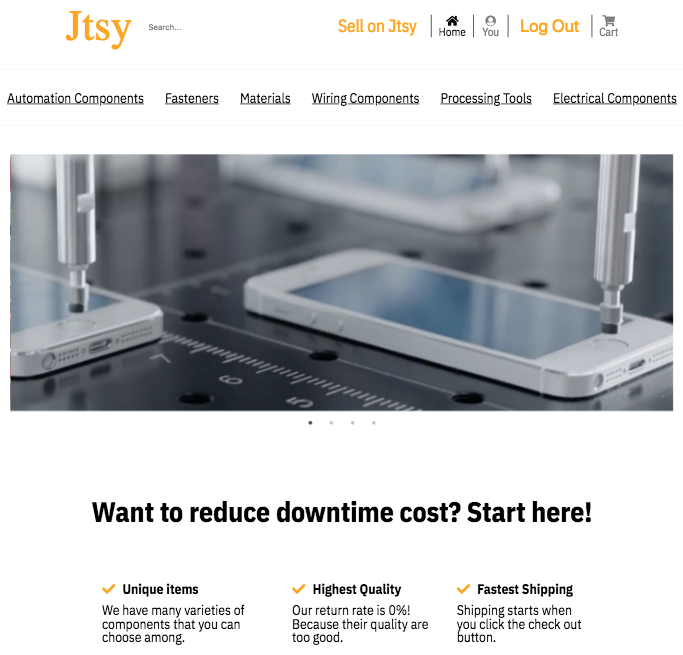 Jtsy
Search...
Sell on Jtsy
Home
You
Log Out
Cart
Automation Components Fasteners Materials Wiring Components Processing Tools Electrical Components
Want to reduce downtime cost? Start here!
Unique items
We have many varieties of
components that you can
choose among.
Highest Quality
Our return rate is 0%!
Because their quality are
too good.
Fastest Shipping
Shipping starts when
you click the check out
button.